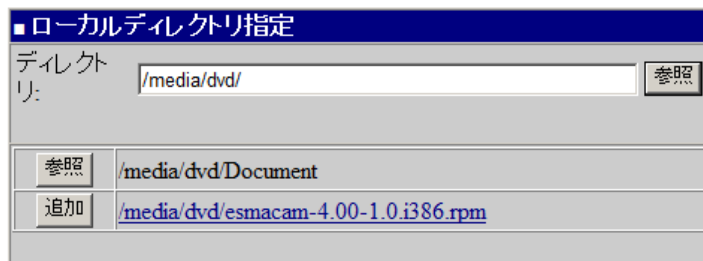 ■ローカルディレクトリ指定
ディレクト
リ:
/media/dvd/
参照
参照 /media/dvd/Document
追加 /media/dvd/esmacam-4.00-1.0.i386.rpm